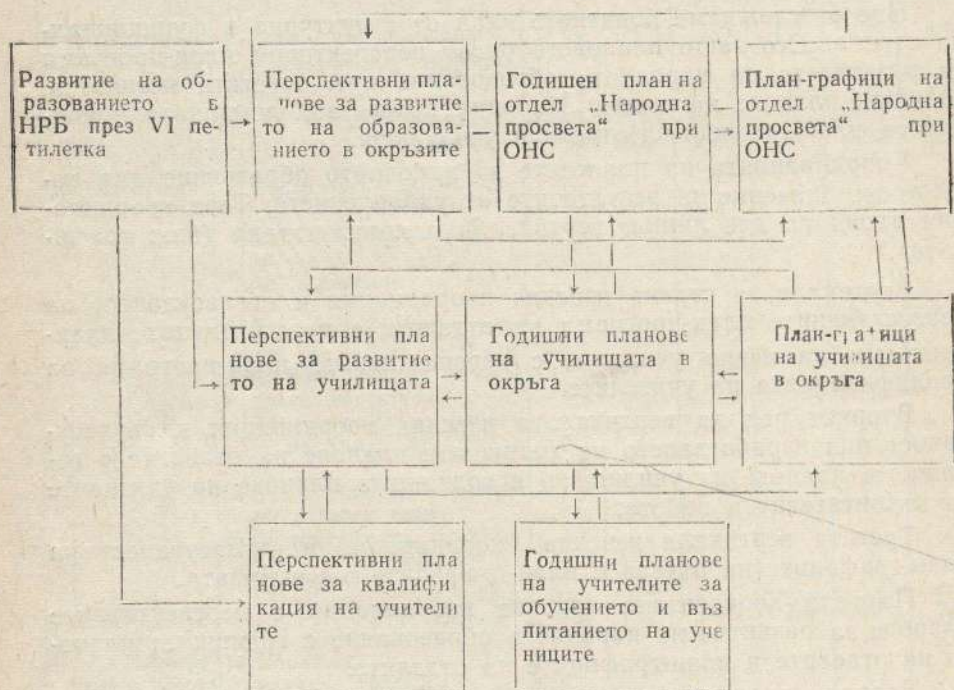 Развитие на об-
разованието в
НРБ през VI пе-
тилетка
Перспективни пла-
нове за развитие
то на образова-
нието в окръзите
Годишен план на
отдел „Народна
просвета“ при
ОНС
План-графици на
отдел „Народна
просвета“ при
ОНС
Перспективни пла
нове за развитие
то на училищата
Годишни планове
на училищата в
окръга
План-графици
на училищата
в окръга
Перспективни пла
нове за квалифи
кация на учители
те
Годишни планове
на учителите за
обучението и въз
питанието на уче
ниците